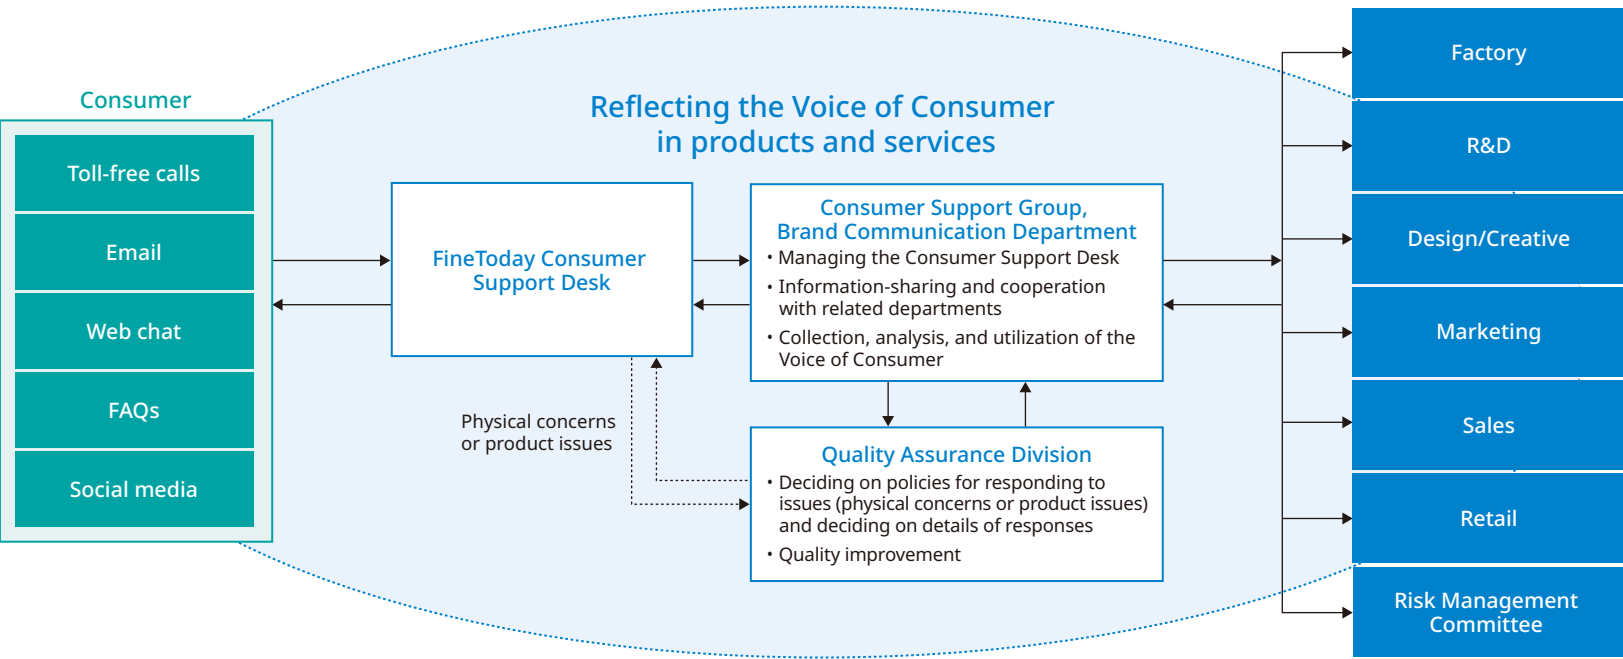 Reflecting the Voice of Consumer
in products and services
Consumer
Toll-free calls
Email
Web chat
FAQs
Social media
FineToday Consumer
Support Desk
Physical concerns
or product issues
Consumer Support Group,
Brand Communication Department
・Managing the Consumer Support Desk
・Information-sharing and cooperation
with related departments
・Collection, analysis, and utilization of the
Voice of Consumer
Quality Assurance Division
・Deciding on policies for responding to
issues (physical concerns or product issues)
and deciding on details of responses
・Quality improvement
Factory
R&D
Design/Creative
Marketing
Sales
Retail
Risk Management
Committee